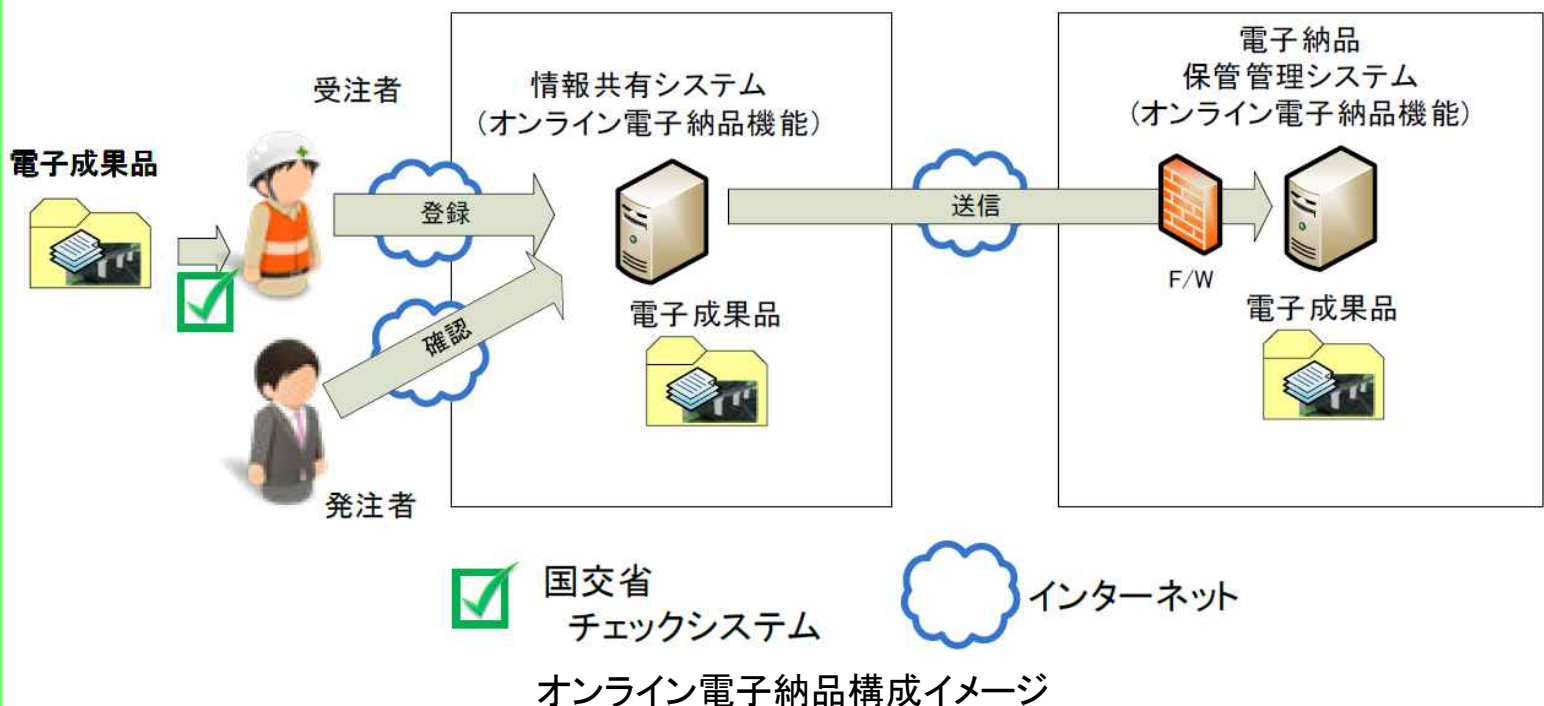 受注者
電子成果品
情報共有システム
（オンライン電子納品機能）
電子納品
保管管理システム
（オンライン電子納品機能）
登録
送信
F/W
確認
電子成果品
電子成果品
発注者
国交省
チェックシステム
インターネット
オンライン電子納品構成イメージ